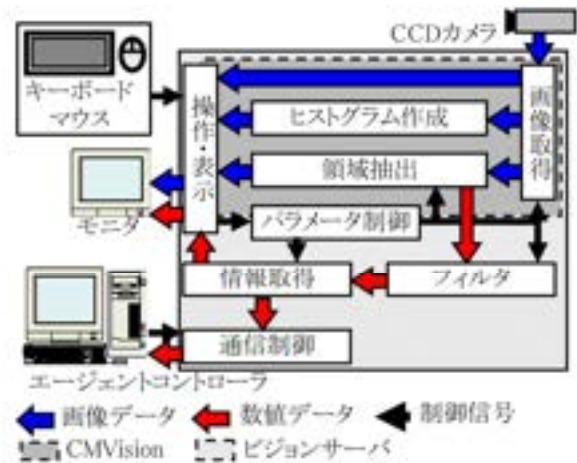 CCDカメラ
キーボード
マウス
操作・表示
ヒストグラム作成
画像取得
領域抽出
モニタ
パラメータ制御
情報取得
フィルタ
通信制御
エージェントコントローラ
画像データ
数値データ
制御信号
CMVision
ビジョンサーバ